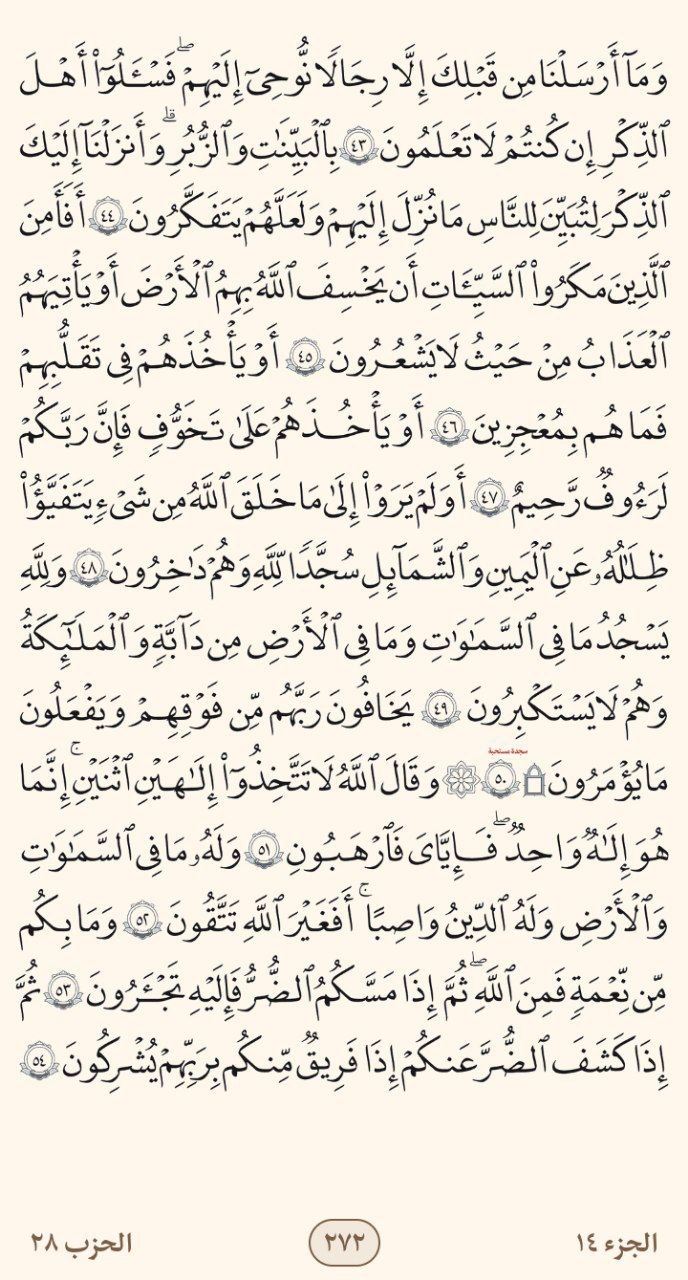 وَمَآ أَرْسَلْنَا مِن قَبْلِكَ إِلَّا رِجَالًا نُّوحِىٓ إِلَيْهِمْ ۖ فَسْـَٔلُوٓا۟ أَهْلَ
ٱلذِّكْرِ إِن كُنتُمْ لَا تَعْلَمُونَ ٤٣ بِٱلْبَيِّنَـٰتِ وَٱلزُّبُرِ ۗ وَأَنزَلْنَآ إِلَيْكَ
ٱلذِّكْرَ لِتُبَيِّنَ لِلنَّاسِ مَا نُزِّلَ إِلَيْهِمْ وَلَعَلَّهُمْ يَتَفَكَّرُونَ ٤٤ أَفَأَمِنَ
ٱلَّذِينَ مَكَرُوا۟ ٱلسَّيِّـَٔاتِ أَن يَخْسِفَ ٱللَّهُ بِهِمُ ٱلْأَرْضَ أَوْ يَأْتِيَهُمُ
ٱلْعَذَابُ مِنْ حَيْثُ لَا يَشْعُرُونَ ٤٥ أَوْ يَأْخُذَهُمْ فِى تَقَلُّبِهِمْ
فَمَا هُم بِمُعْجِزِينَ ٤٦ أَوْ يَأْخُذَهُمْ عَلَىٰ تَخَوُّفٍ فَإِنَّ رَبَّكُمْ
لَرَءُوفٌ رَّحِيمٌ ٤٧ أَوَلَمْ يَرَوْا۟ إِلَىٰ مَا خَلَقَ ٱللَّهُ مِن شَىْءٍ يَتَفَيَّؤُا۟
ظِلَـٰلُهُۥ عَنِ ٱلْيَمِينِ وَٱلشَّمَآئِلِ سُجَّدًا لِّلَّهِ وَهُمْ دَٰخِرُونَ ٤٨ وَلِلَّهِ
يَسْجُدُ مَا فِى ٱلسَّمَـٰوَٰتِ وَمَا فِى ٱلْأَرْضِ مِن دَآبَّةٍ وَٱلْمَلَـٰٓئِكَةُ
وَهُمْ لَا يَسْتَكْبِرُونَ ٤٩ يَخَافُونَ رَبَّهُم مِّن فَوْقِهِمْ وَيَفْعَلُونَ
سجدة مستحبة
مَا يُؤْمَرُونَ ۩ ٥٠ ۞ وَقَالَ ٱللَّهُ لَا تَتَّخِذُوٓا۟ إِلَـٰهَيْنِ ٱثْنَيْنِ ۚ إِنَّمَا
هُوَ إِلَـٰهٌ وَٰحِدٌ ۖ فَإِيَّـٰىَ فَٱرْهَبُونِ ٥١ وَلَهُۥ مَا فِى ٱلسَّمَـٰوَٰتِ
وَٱلْأَرْضِ وَلَهُ ٱلدِّينُ وَاصِبًا ۚ أَفَغَيْرَ ٱللَّهِ تَتَّقُونَ ٥٢ وَمَا بِكُم
مِّن نِّعْمَةٍ فَمِنَ ٱللَّهِ ۖ ثُمَّ إِذَا مَسَّكُمُ ٱلضُّرُّ فَإِلَيْهِ تَجْـَٔرُونَ ٥٣ ثُمَّ
إِذَا كَشَفَ ٱلضُّرَّ عَنكُمْ إِذَا فَرِيقٌ مِّنكُم بِرَبِّهِمْ يُشْرِكُونَ ٥٤
الجزء ١٤ ٢٧٢ الحزب ٢٨